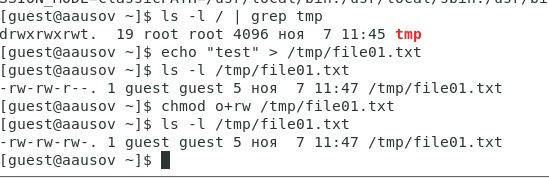 [guest@aausov ~]$ ls -l / | grep tmp
drwxrwxrwt.  19 root root 4096 ноя  7 11:45 tmp
[guest@aausov ~]$ echo "test" > /tmp/file01.txt
[guest@aausov ~]$ ls -l /tmp/file01.txt
-rw-rw-r--. 1 guest guest 5 ноя  7 11:47 /tmp/file01.txt
[guest@aausov ~]$ chmod o+rw /tmp/file01.txt
[guest@aausov ~]$ ls -l /tmp/file01.txt
-rw-rw-rw-. 1 guest guest 5 ноя  7 11:47 /tmp/file01.txt
[guest@aausov ~]$